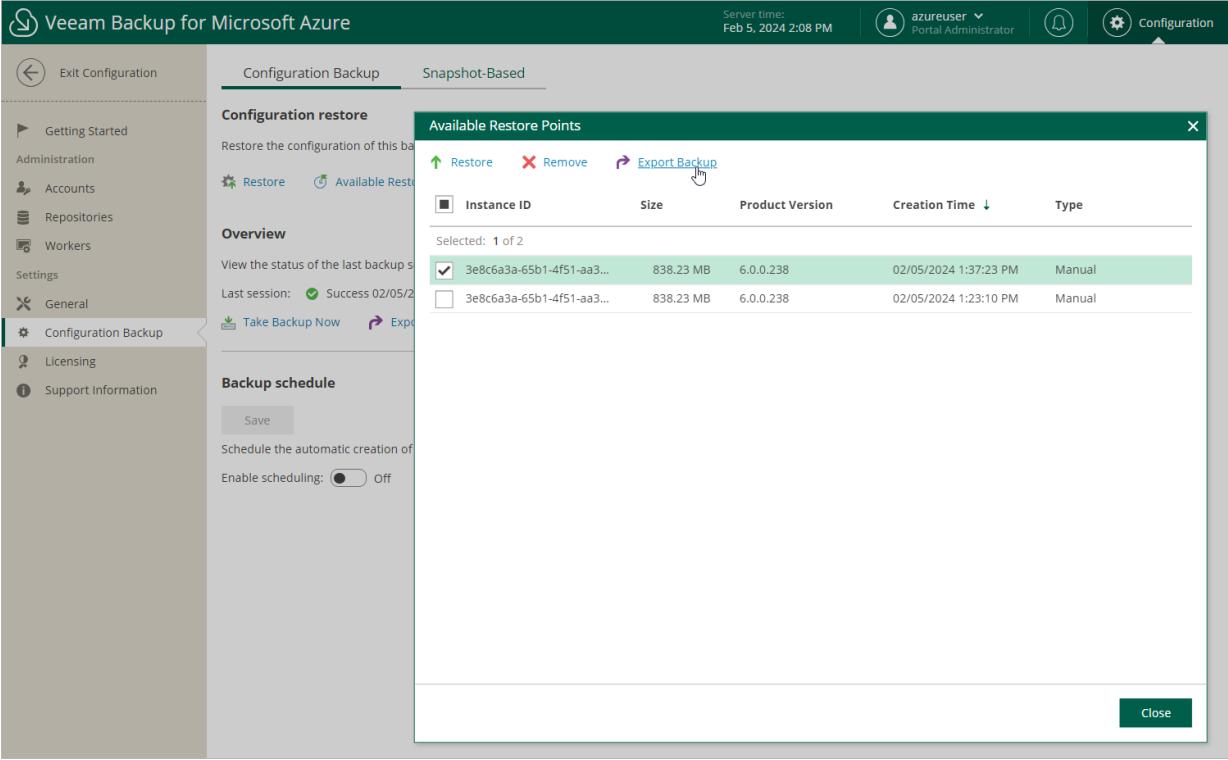 Veeam Backup for Microsoft Azure
Server time:
Feb 5, 2024 2:08 PM
azureuser
Portal Administrator
Configuration
Exit Configuration
Getting Started
Administration
Accounts
Repositories
Workers
Settings
General
Configuration Backup
Licensing
Support Information
Configuration Backup Snapshot-Based
Configuration restore
Restore the configuration of this ba
Restore Available Resto
Overview
View the status of the last backup s
Last session: Success 02/05/2
Take Backup Now Expo
Backup schedule
Save
Schedule the automatic creation of
Enable scheduling: Off
Available Restore Points
Restore Remove Export Backup
Instance ID Size Product Version Creation Time Type
Selected: 1 of 2
3e8c6a3a-65b1-4f51-aa3... 838.23 MB 6.0.0.238 02/05/2024 1:37:23 PM Manual
3e8c6a3a-65b1-4f51-aa3... 838.23 MB 6.0.0.238 02/05/2024 1:23:10 PM Manual
Close